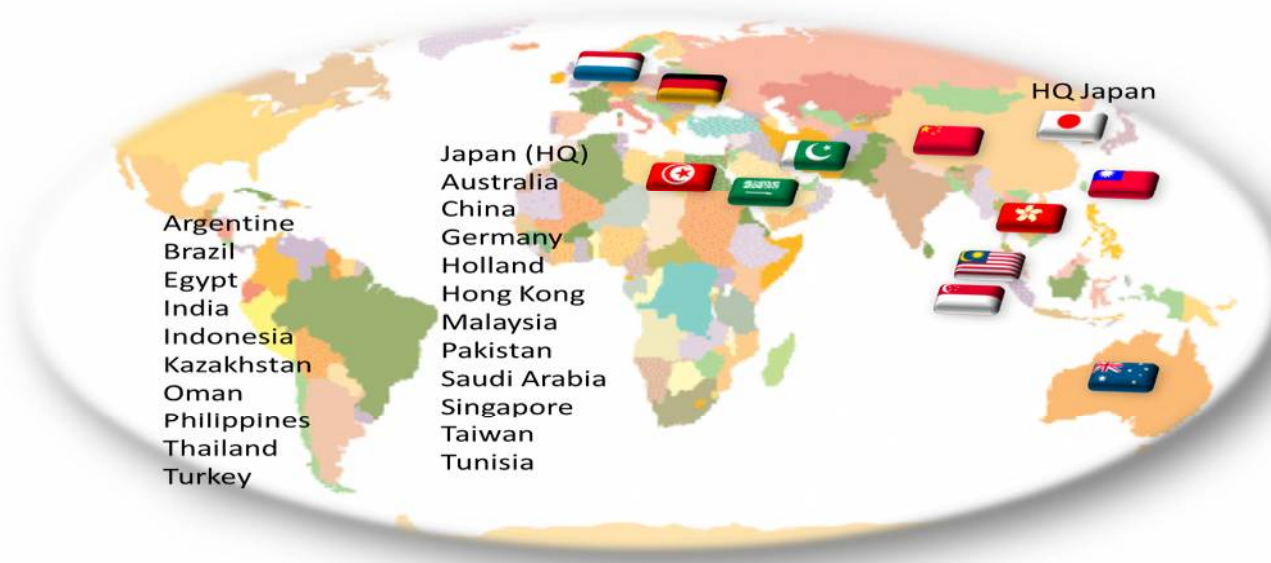 HQ Japan
Japan (HQ)
Australia
China
Germany
Holland
Hong Kong
Malaysia
Pakistan
Saudi Arabia
Singapore
Taiwan
Tunisia
Argentine
Brazil
Egypt
India
Indonesia
Kazakhstan
Oman
Philippines
Thailand
Turkey